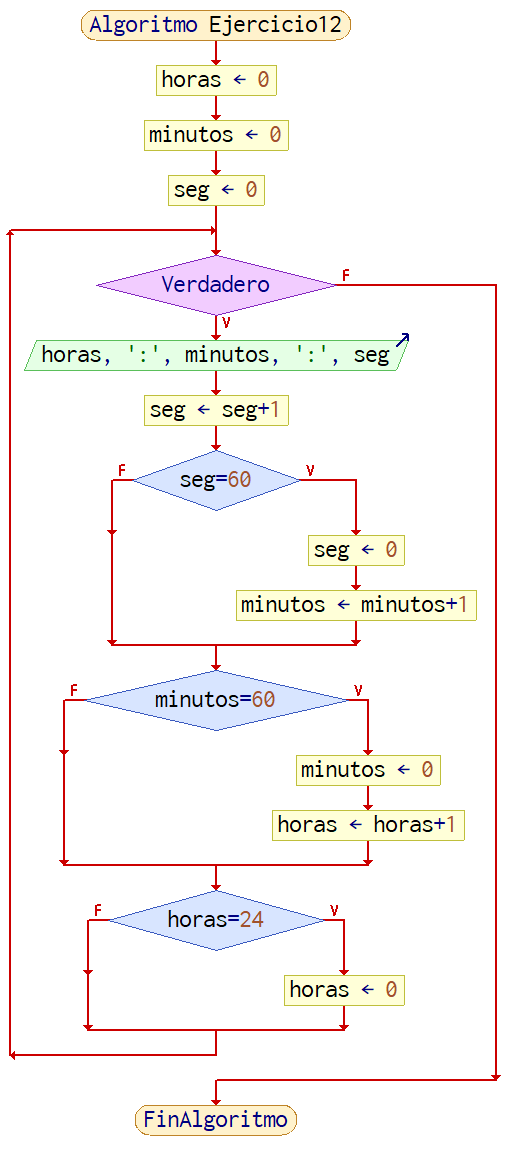 Algoritmo Ejercicio12
horas ← 0
minutos ← 0
seg ← 0
Verdadero
F
V
horas, ':', minutos, ':', seg
seg ← seg+1
F
seg=60
V
seg ← 0
minutos ← minutos+1
F
minutos=60
V
minutos ← 0
horas ← horas+1
F
horas=24
V
horas ← 0
FinAlgoritmo